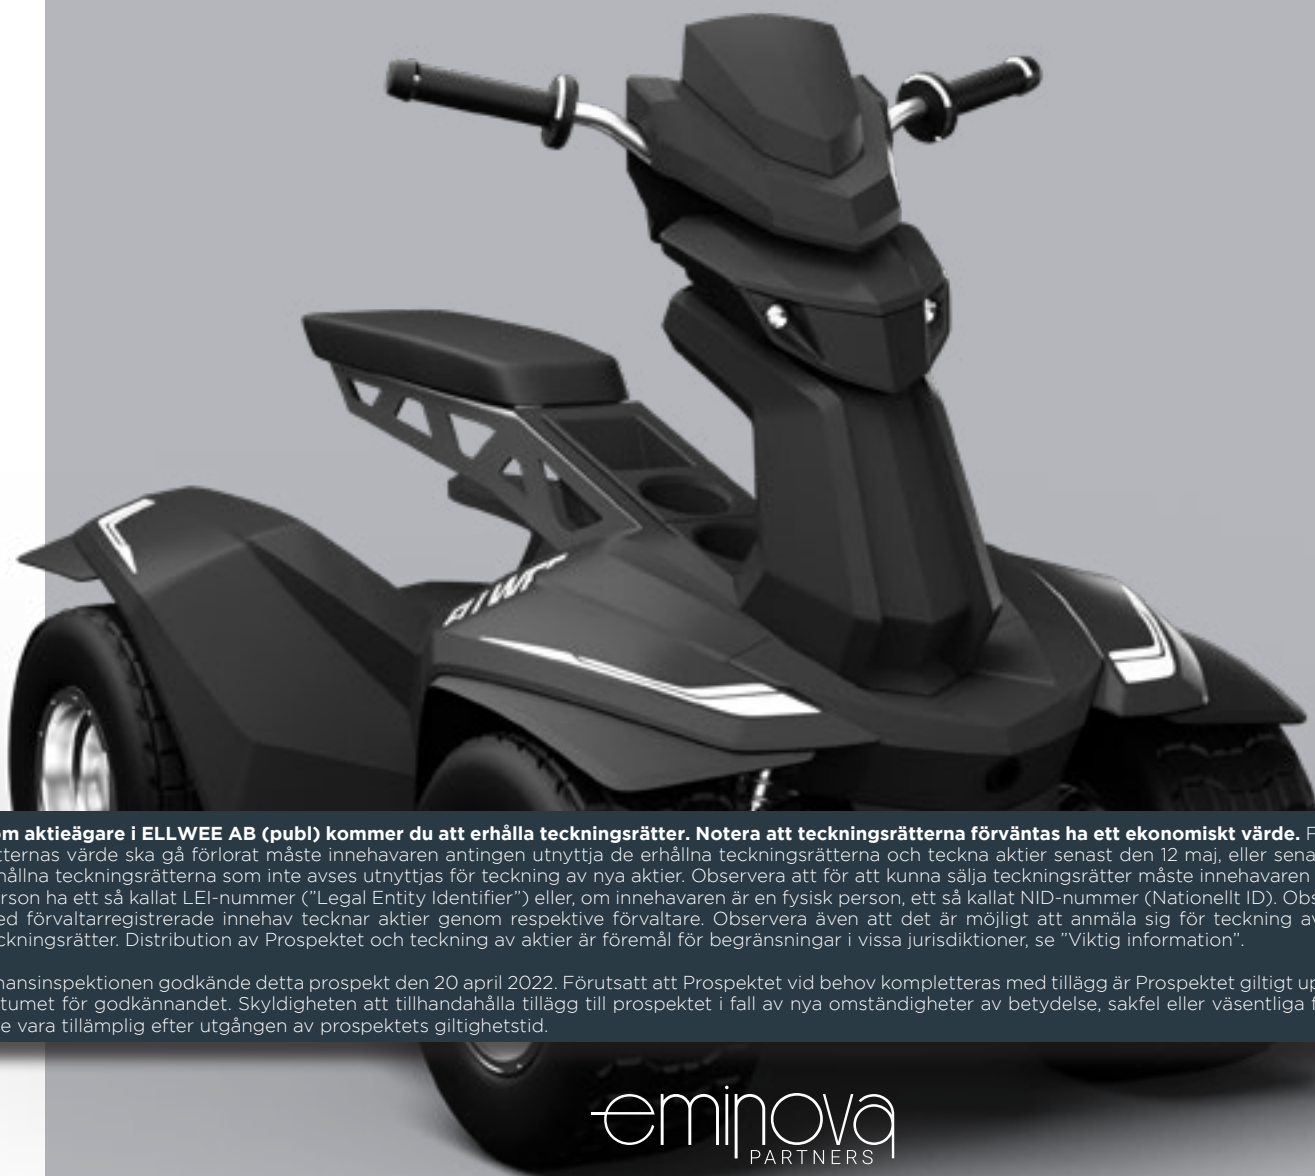 om aktieägare i ELLWEE AB (publ) kommer du att erhålla teckningsrätter. Notera att teckningsrätterna förväntas ha ett ekonomiskt värde. F
tternas värde ska gå förlorat måste innehavaren antingen utnyttja de erhållna teckningsrätterna och teckna aktier senast den 12 maj, eller sena
hållna teckningsrätterna som inte avses utnyttjas för teckning av nya aktier. Observera att för att kunna sälja teckningsrätter måste innehavaren
rson ha ett så kallat LEI-nummer (”Legal Entity Identifier”) eller, om innehavaren är en fysisk person, ett så kallat NID-nummer (Nationellt ID). Obs
ed förvaltarregistrerade innehav tecknar aktier genom respektive förvaltare. Observera även att det är möjligt att anmäla sig för teckning av
ckningsrätter. Distribution av Prospektet och teckning av aktier är föremål för begränsningar i vissa jurisdiktioner, se ”Viktig information”.
nansinspektionen godkände detta prospekt den 20 april 2022. Förutsatt att Prospektet vid behov kompletteras med tillägg är Prospektet giltigt up
tumet för godkännandet. Skyldigheten att tillhandahålla tillägg till prospektet i fall av nya omständigheter av betydelse, sakfel eller väsentliga f
e vara tillämplig efter utgången av prospektets giltighetstid.
eminova
PARTNERS